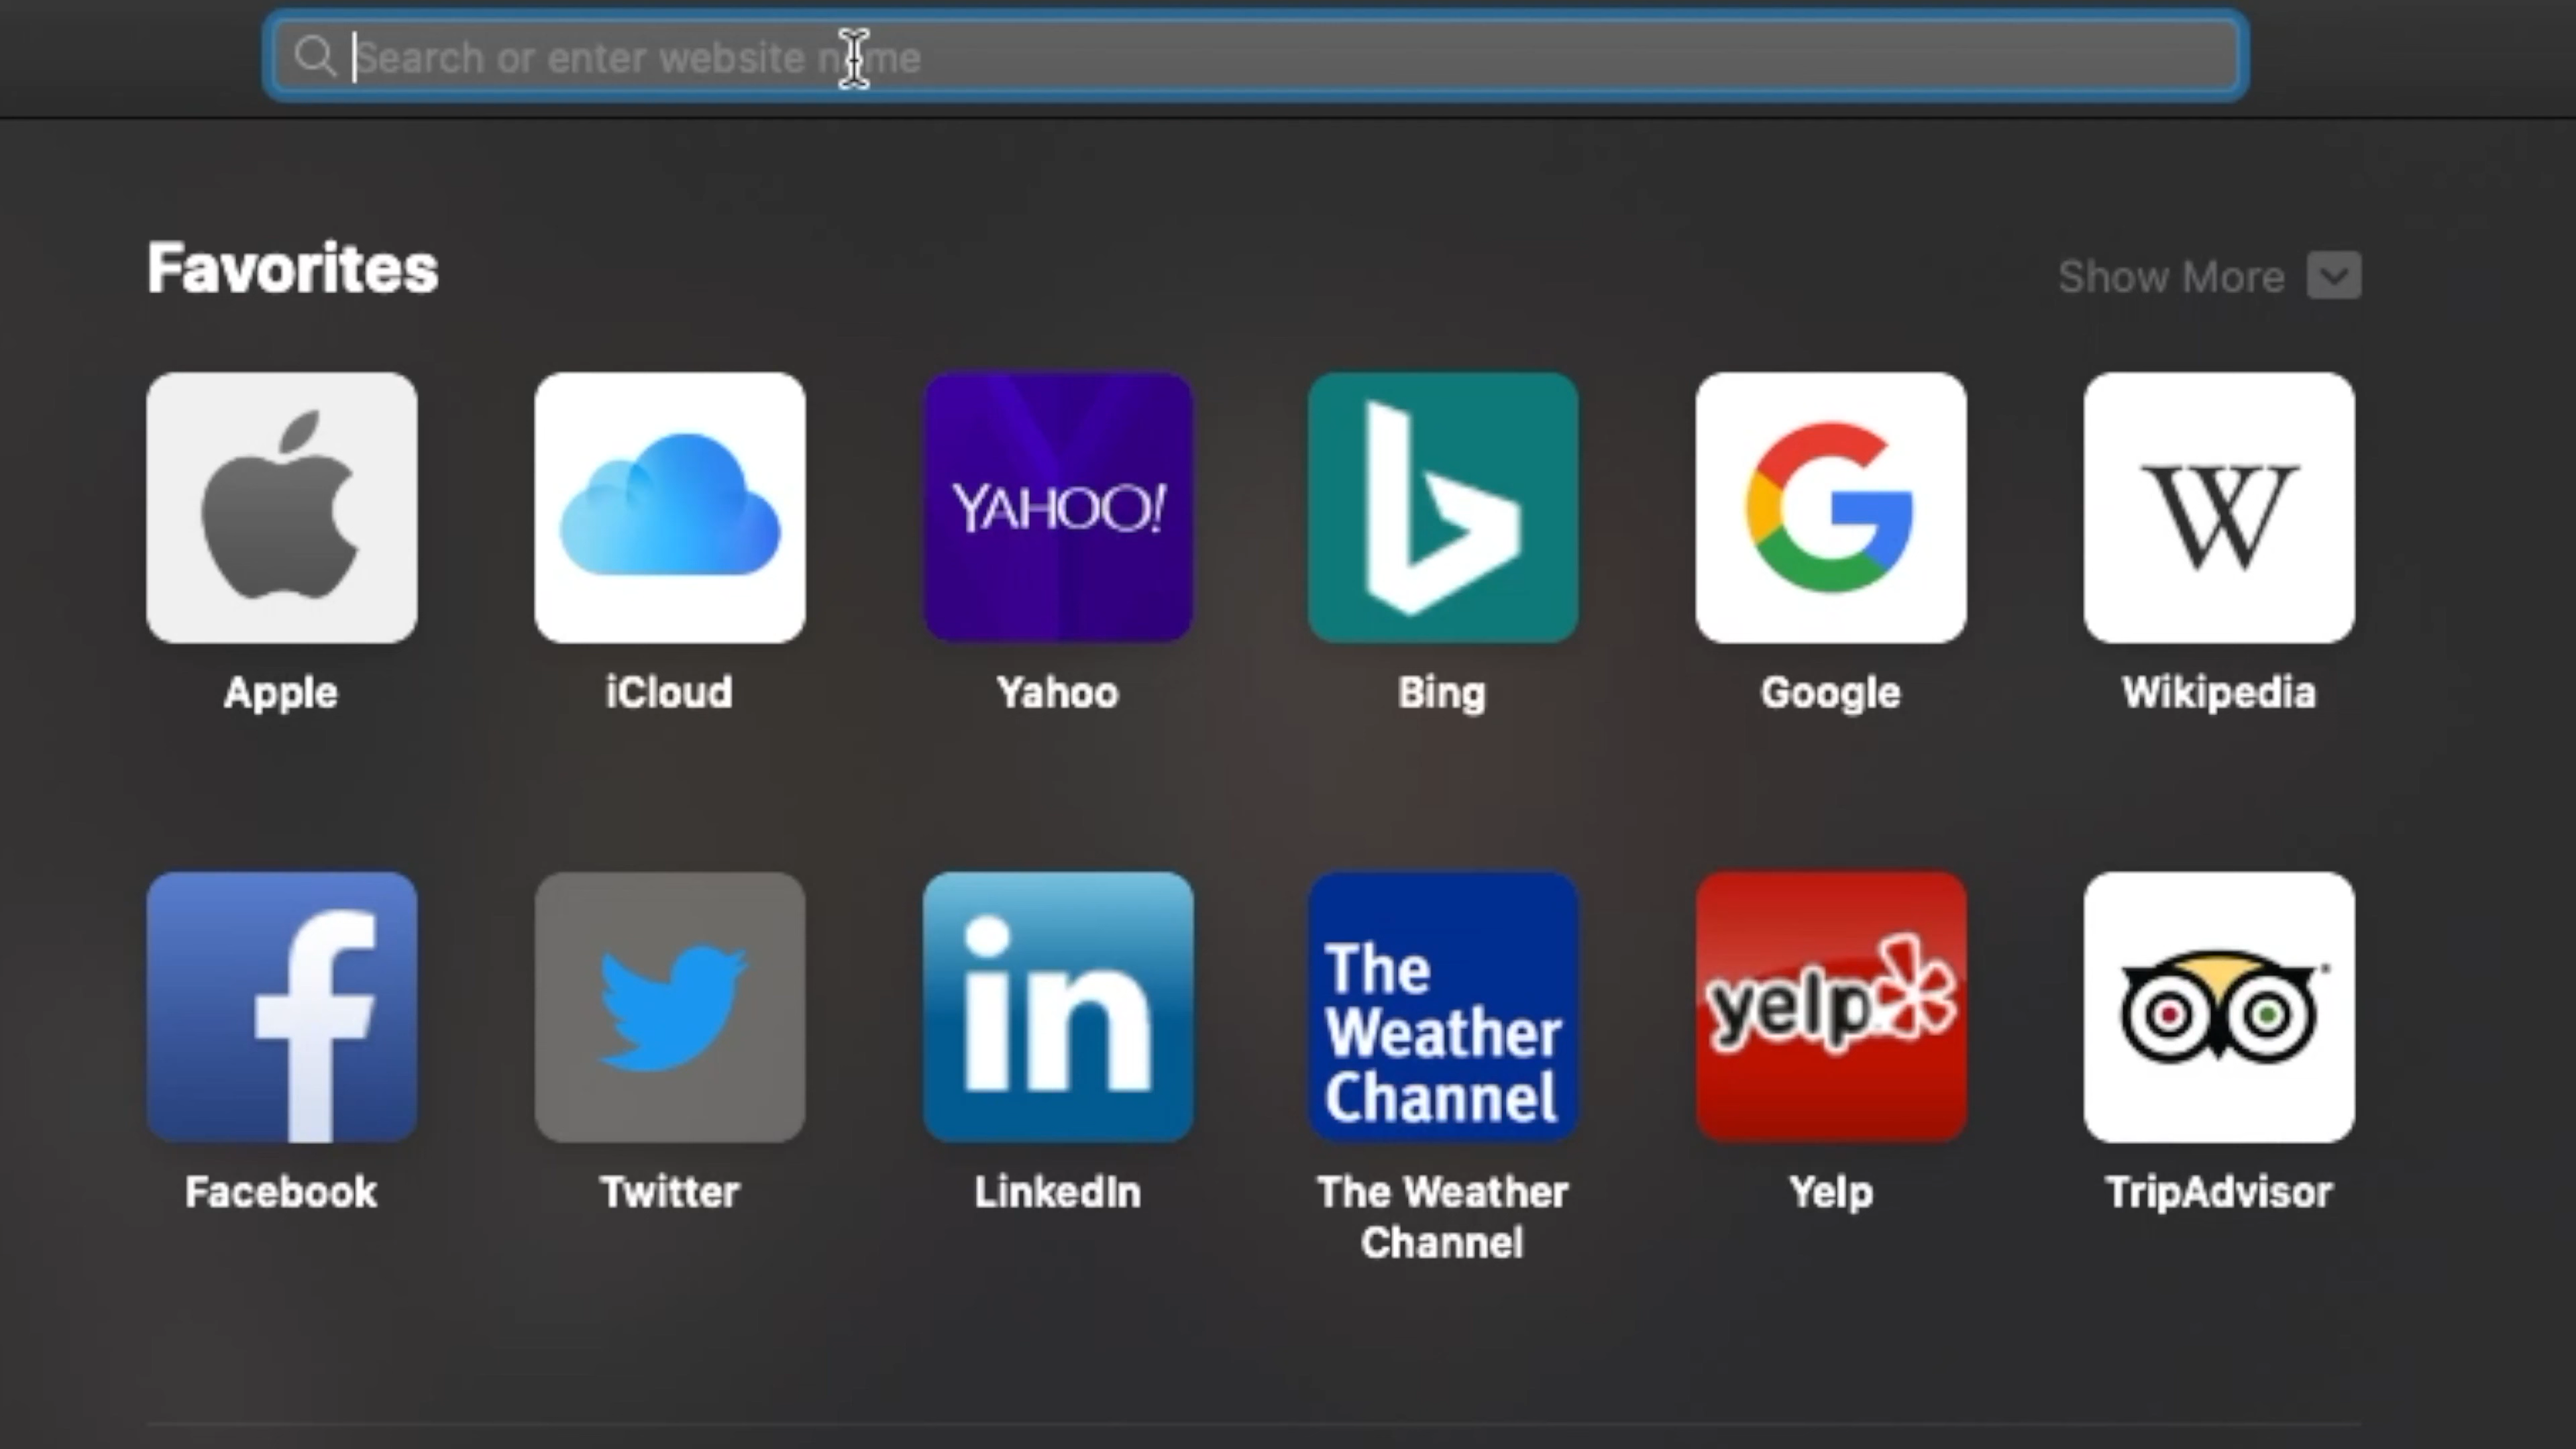 Search or enter website name
Favorites
Show More
YAHOO!
Apple
iCloud
Yahoo
Bing
Google
Wikipedia
The
Weather
Channel
yelp
in
Facebook
Twitter
LinkedIn
The Weather
Channel
Yelp
TripAdvisor